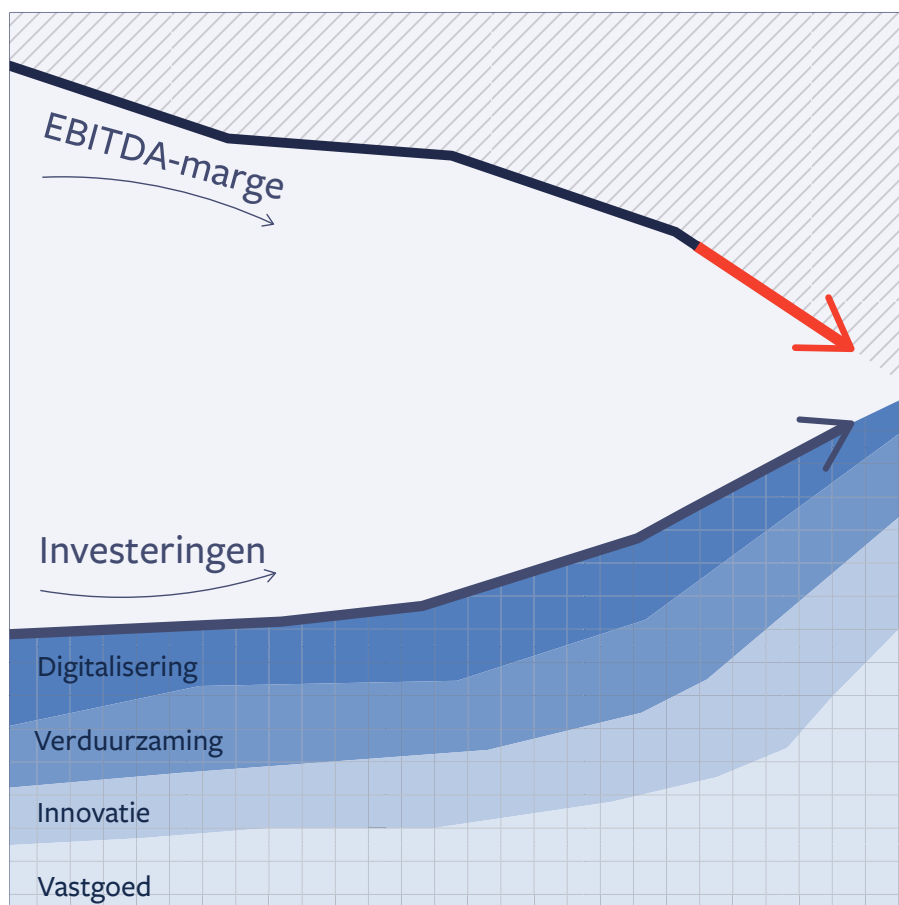 EBITDA-marge
Investeringen
Digitalisering
Verduurzaming
Innovatie
Vastgoed